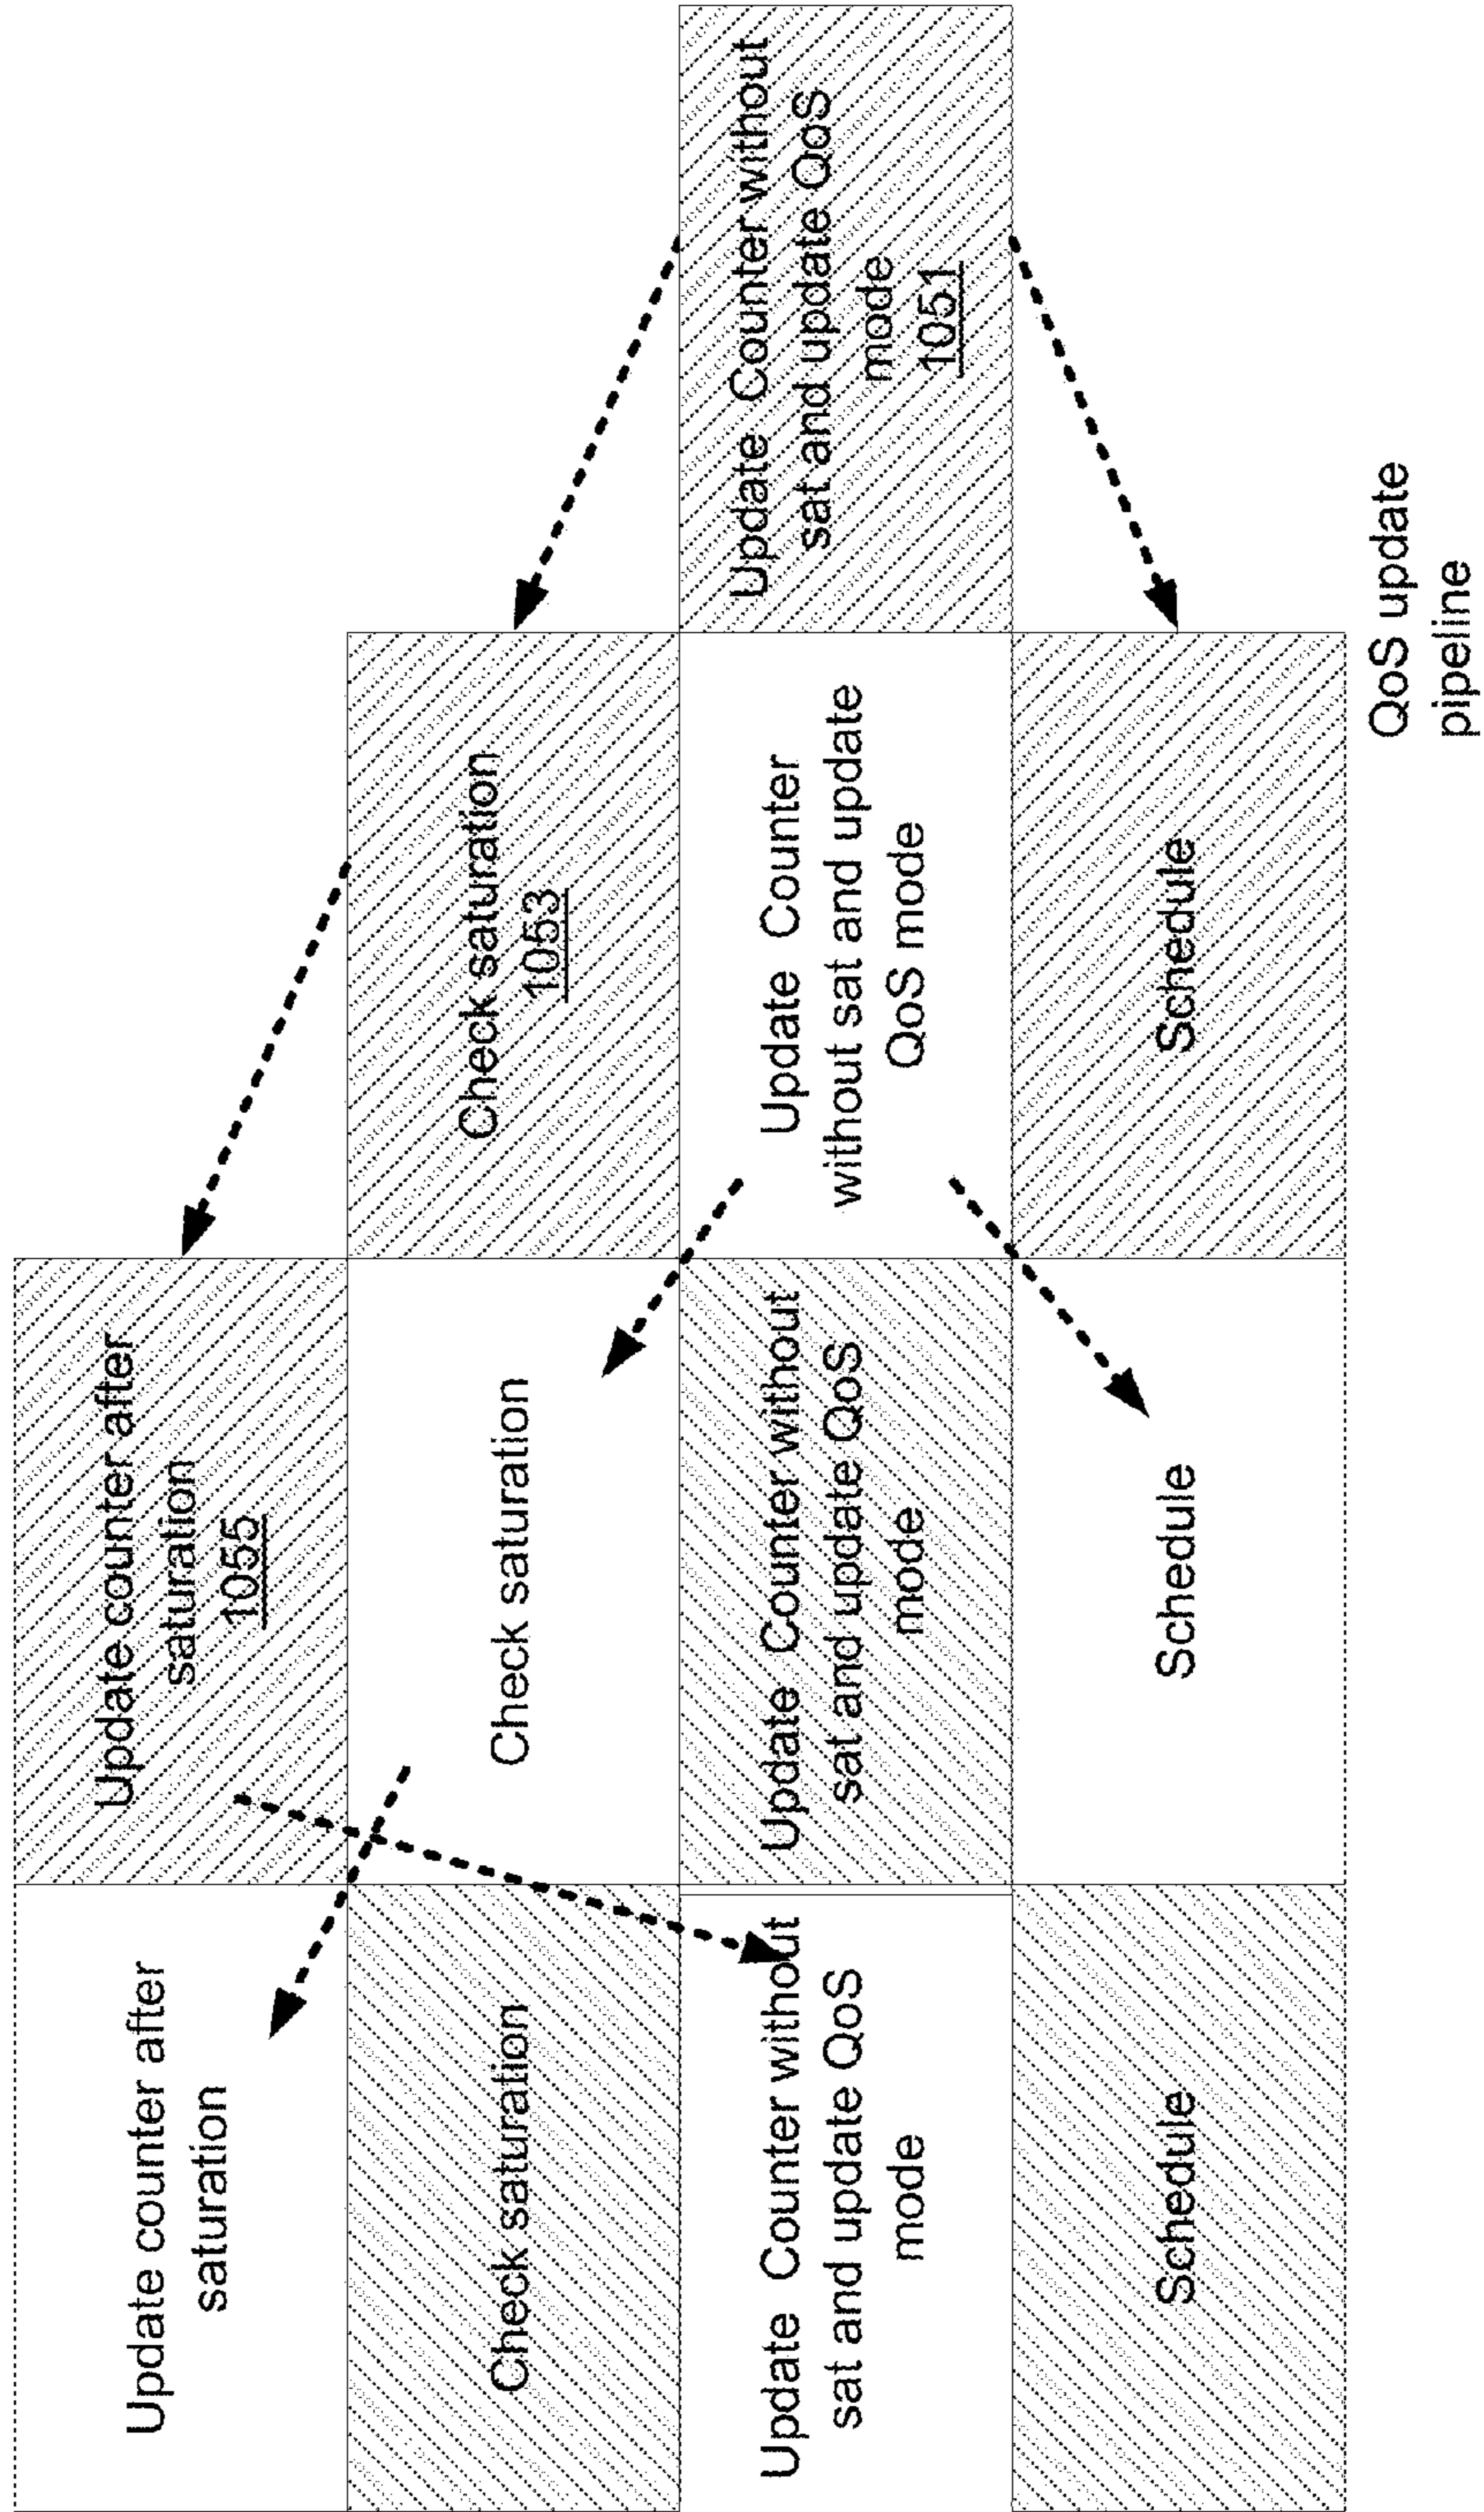 Update counter after
saturation
Update counter after
saturation
1055
Check saturation
Check saturation
Check saturation
1053
Update Counter without
sat and update QoS
mode
Update Counter without
sat and update QoS
mode
Update Counter
without sat and update
QoS mode
Update Counter without
sat and update QoS
mode
1051
Schedule
Schedule
Schedule
QoS update
pipeline